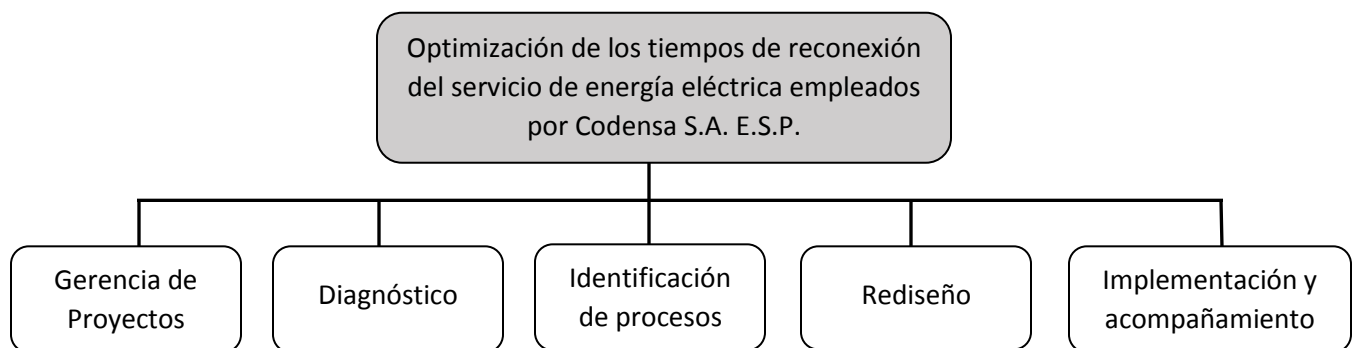 Optimización de los tiempos de reconexión
del servicio de energía eléctrica empleados
por Codensa S.A. E.S.P.
Gerencia de
Proyectos
Diagnóstico
Identificación
de procesos
Rediseño
Implementación y
acompañamiento